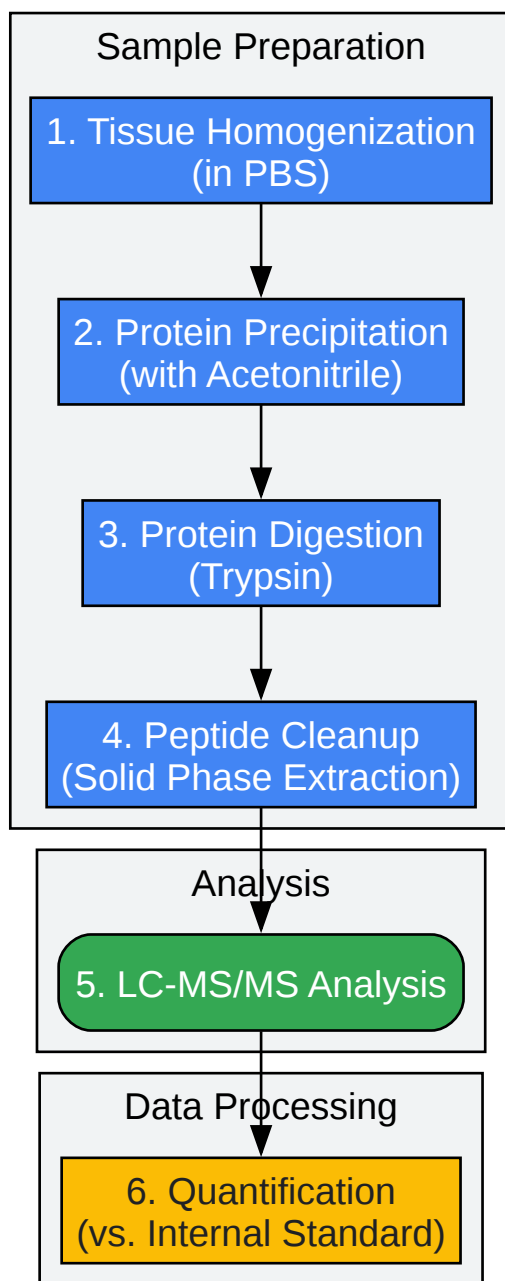 Sample Preparation
1. Tissue Homogenization
(in PBS)
2. Protein Precipitation
(with Acetonitrile)
3. Protein Digestion
(Trypsin)
4. Peptide Cleanup
(Solid Phase Extraction)
Analysis
5. LC-MS/MS Analysis
Data Processing
6. Quantification
(vs. Internal Standard)